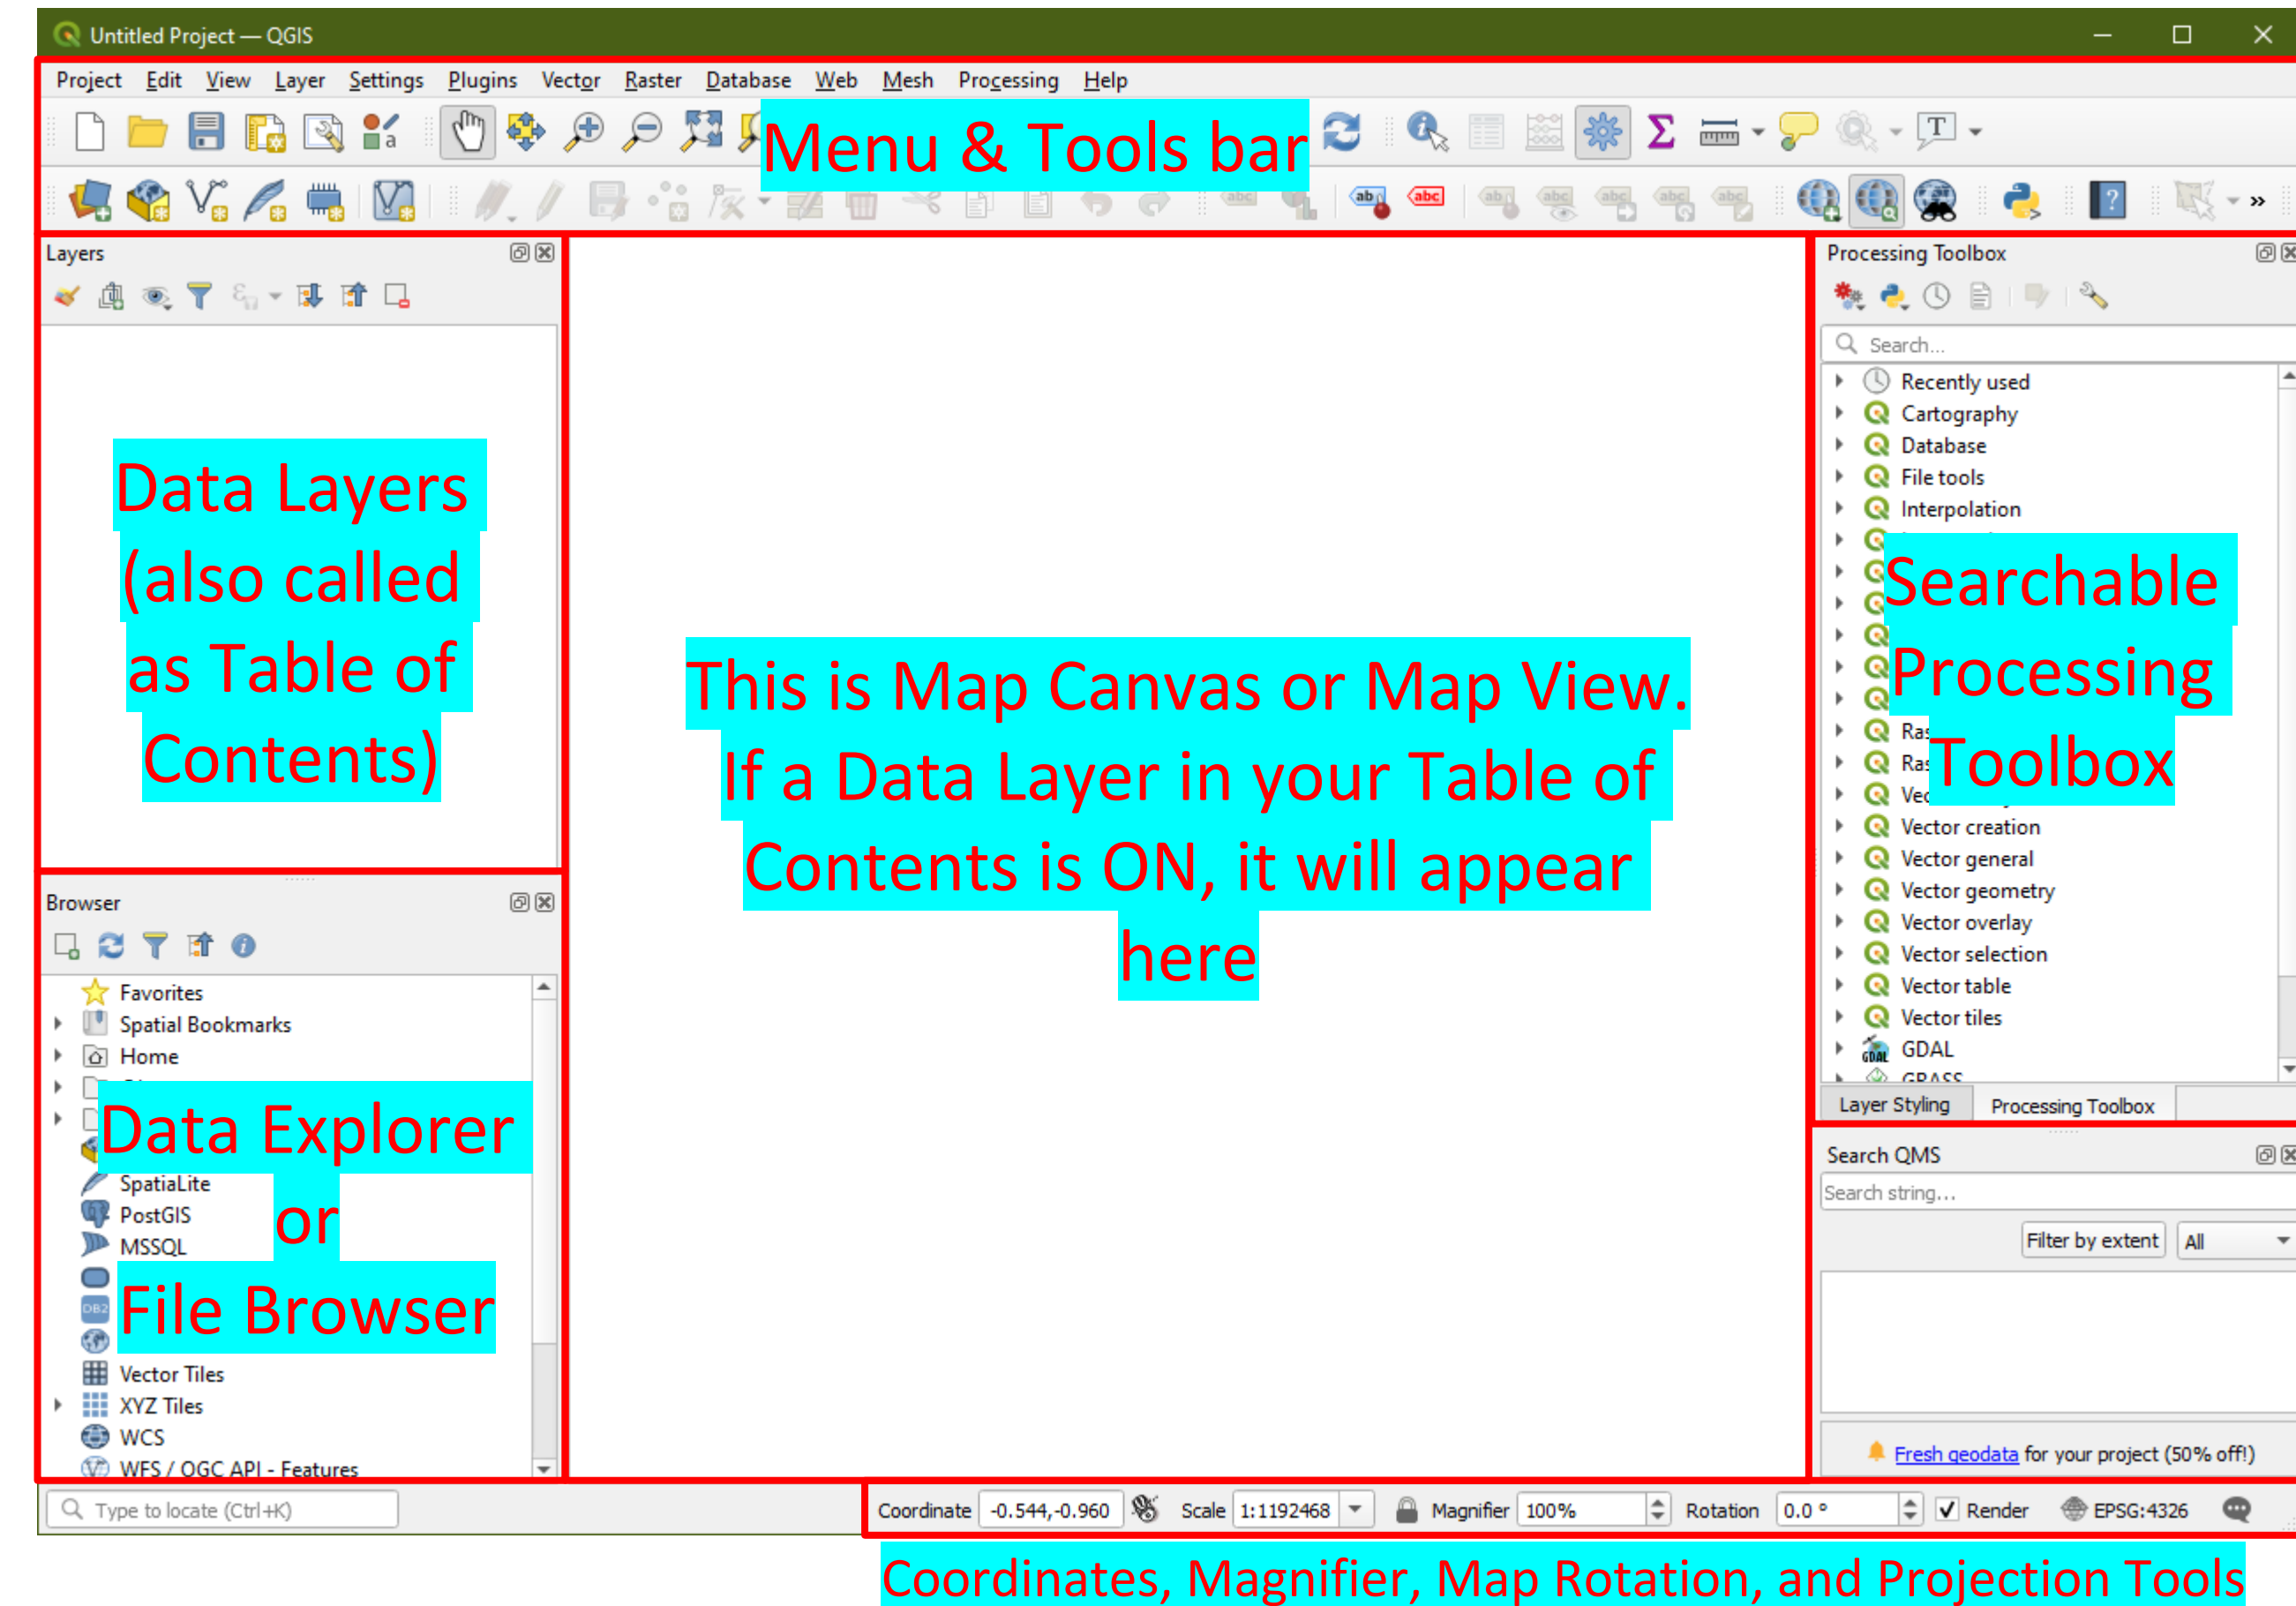 Untitled Project — QGIS
Project Edit View Layer Settings Plugins Vector Raster Database Web Mesh Processing Help
Menu & Tools bar
Layers
Data Layers
(also called
as Table of
Contents)
Browser
Favorites
Spatial Bookmarks
Home
Data Explorer
SpatiaLite
PostGIS
or
MSSQL
DB2
File Browser
Vector Tiles
XYZ Tiles
WCS
WFS / OGC API - Features
This is Map Canvas or Map View.
If a Data Layer in your Table of
Contents is ON, it will appear
here
Processing Toolbox
Search...
Recently used
Cartography
Database
File tools
Interpolation
Searchable
Processing
Toolbox
Vector creation
Vector general
Vector geometry
Vector overlay
Vector selection
Vector table
Vector tiles
GDAL
GRASS
Layer Styling Processing Toolbox
Search QMS
Search string...
Filter by extent All
Fresh geodata for your project (50% off!)
Type to locate (Ctrl+K)
Coordinate -0.544,-0.960 Scale 1:1192468 Magnifier 100% Rotation 0.0 ° Render EPSG:4326
Coordinates, Magnifier, Map Rotation, and Projection Tools